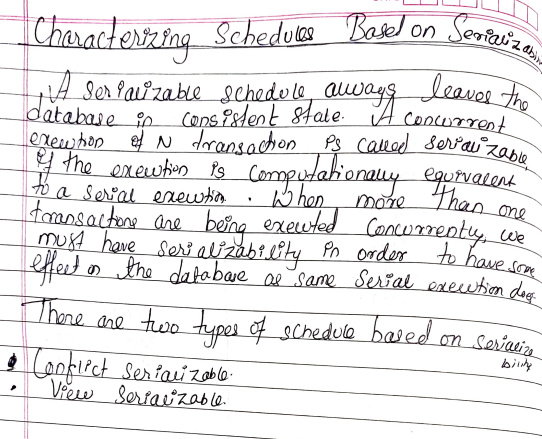 Characterizing Schedules Based on Serializability
A serializable schedule always leaves the
database in consistent state. A concurrent
execution of N transaction is called serializable,
if the execution is computationally equivalent
to a serial execution. When more than one
transactions are being executed concurrently, we
must have serializability in order to have same
effect on the database as same serial execution does.
There are two types of schedule based on serializability
• Conflict serializable.
• View serializable.